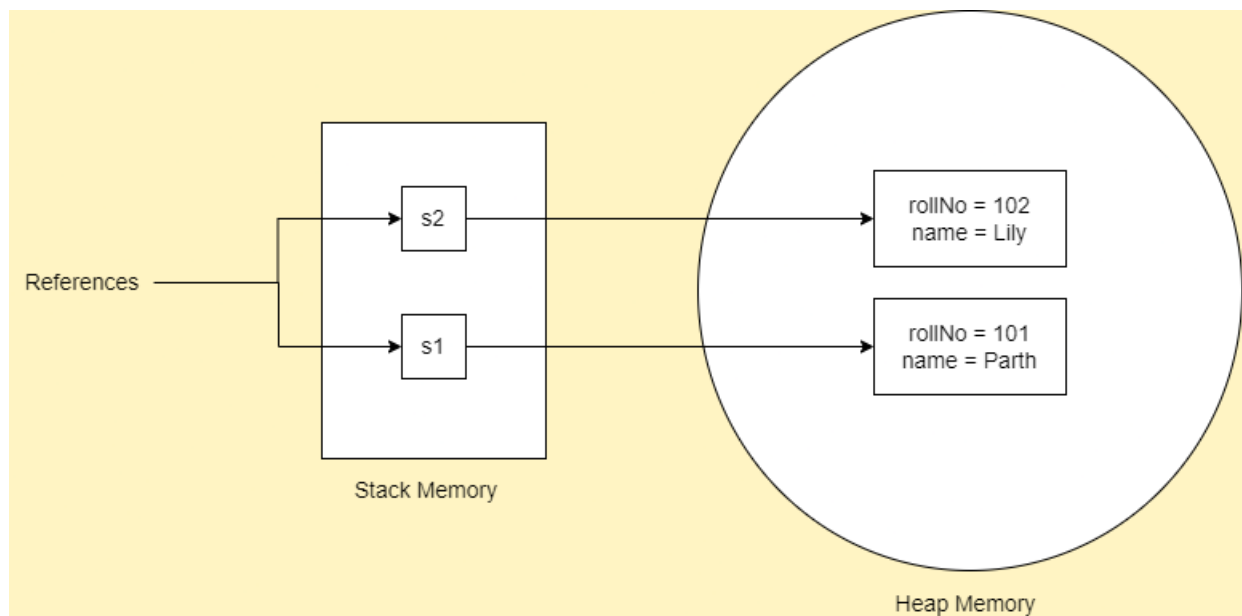 References
s2
s1
Stack Memory
rollNo = 102
name = Lily
rollNo = 101
name = Parth
Heap Memory